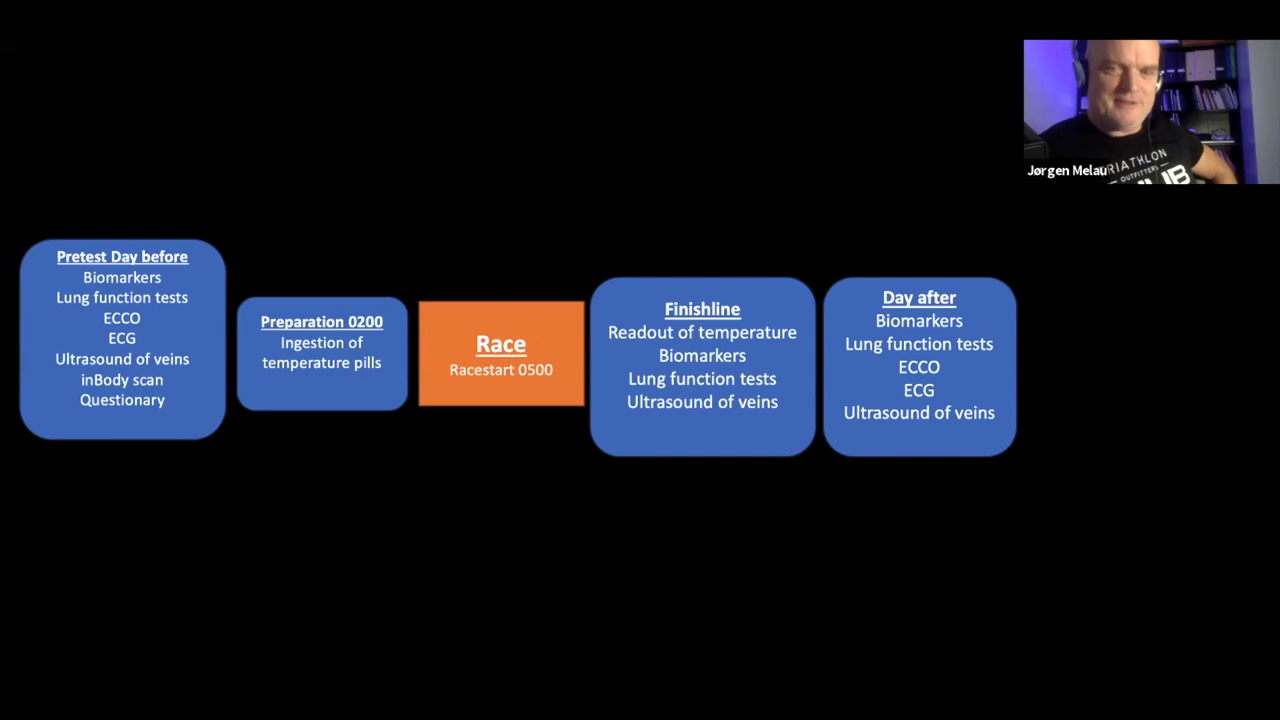 Jørgen Melau
TRIATHLON
OUTFITTERS
Pretest Day before
Biomarkers
Lung function tests
ECCO
ECG
Ultrasound of veins
inBody scan
Questionary
Preparation 0200
Ingestion of
temperature pills
Race
Racestart 0500
Finishline
Readout of temperature
Biomarkers
Lung function tests
Ultrasound of veins
Day after
Biomarkers
Lung function tests
ECCO
ECG
Ultrasound of veins